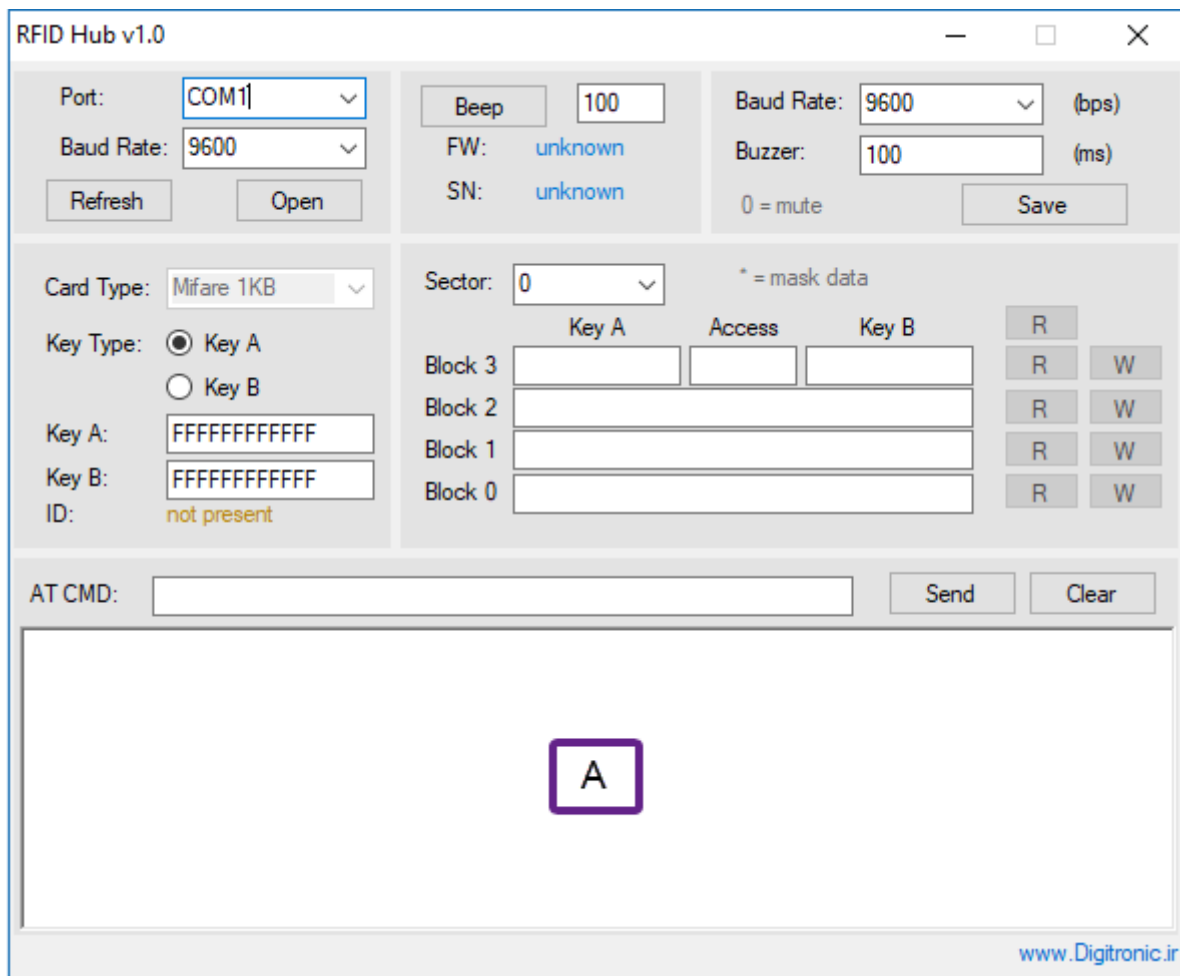 RFID Hub v1.0
Port: COM1
Baud Rate: 9600
Refresh Open
Beep 100
FW: unknown
SN: unknown
Baud Rate: 9600 (bps)
Buzzer: 100 (ms)
0 = mute Save
Card Type: Mifare 1KB
Key Type: Key A
Key B
Key A: FFFFFFFFFFFF
Key B: FFFFFFFFFFFF
ID: not present
Sector: 0 * = mask data
Key A Access Key B R
Block 3 R W
Block 2 R W
Block 1 R W
Block 0 R W
AT CMD: Send Clear
A
www.Digitronic.ir